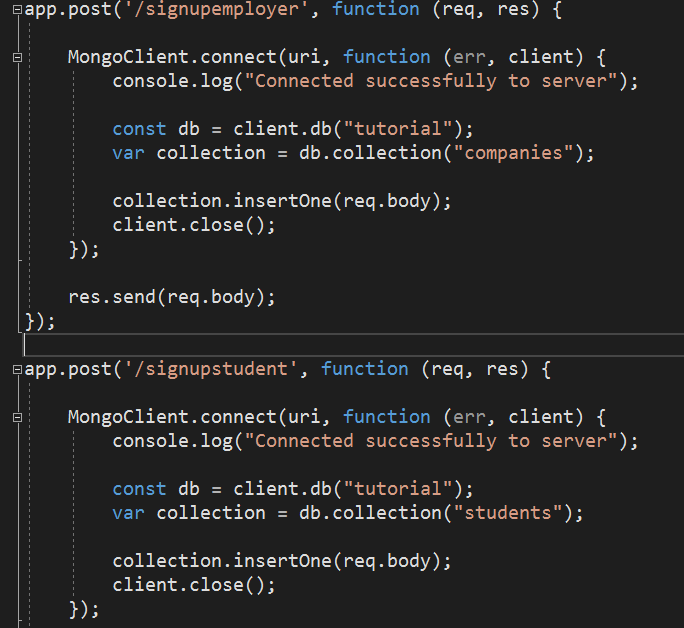 app.post('/signupemployer', function (req, res) {
MongoClient.connect(uri, function (err, client) {
console.log("Connected successfully to server");
const db = client.db("tutorial");
var collection = db.collection("companies");
collection.insertOne(req.body);
client.close();
});
res.send(req.body);
});
app.post('/signupstudent', function (req, res) {
MongoClient.connect(uri, function (err, client) {
console.log("Connected successfully to server");
const db = client.db("tutorial");
var collection = db.collection("students");
collection.insertOne(req.body);
client.close();
});